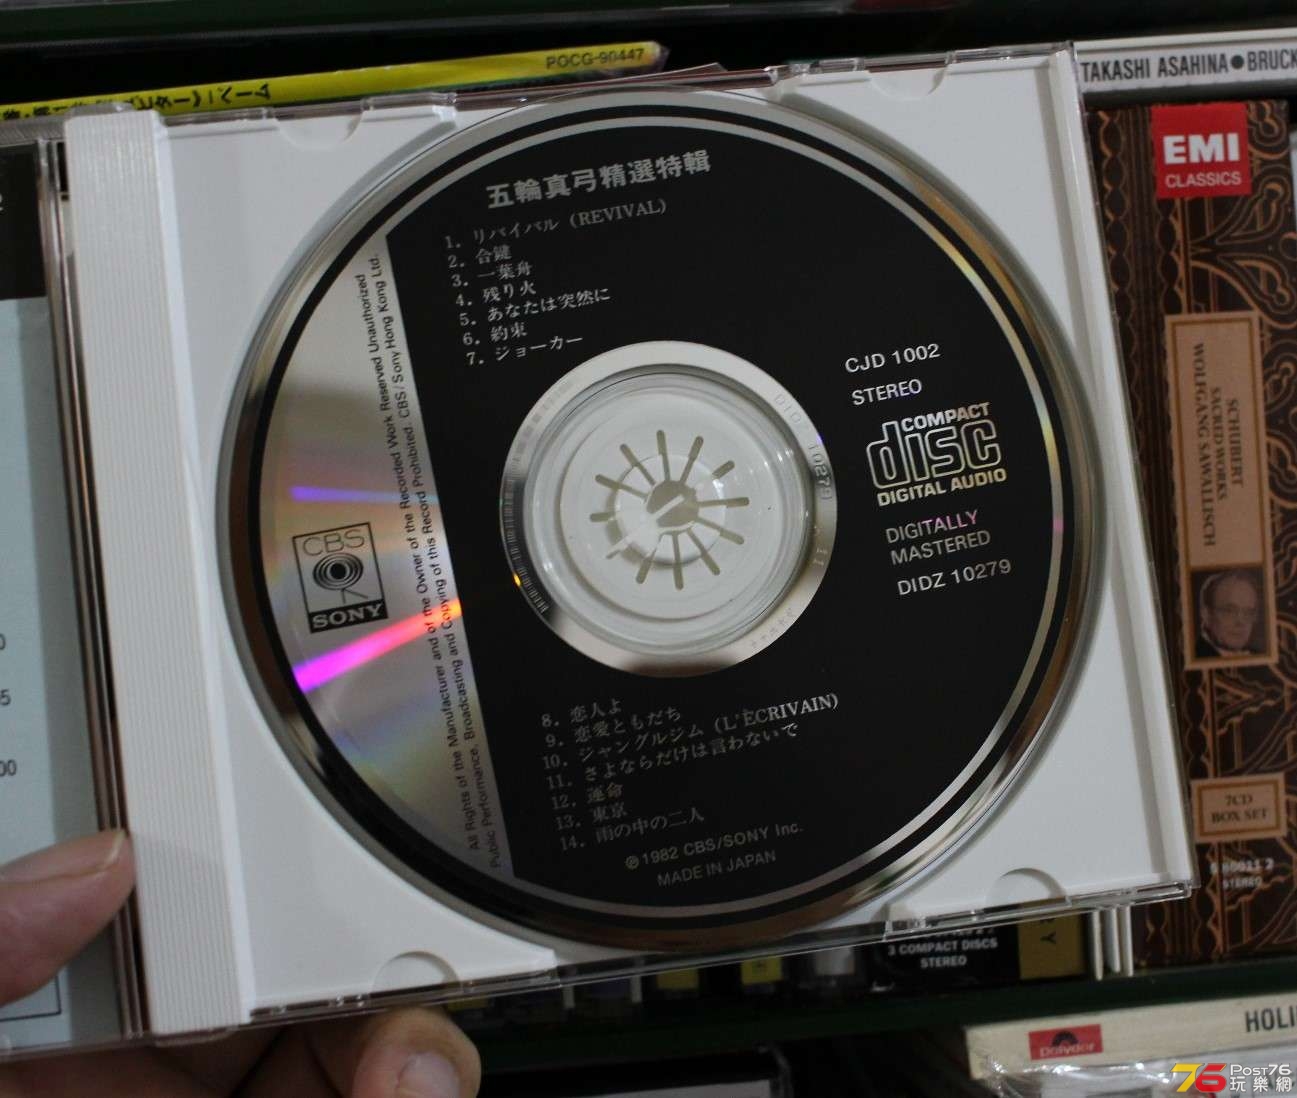 POCG-90447
TAKASHI ASAHINA●BRUCK
EMI
CLASSICS
五輪真弓精選特輯
1. リバイバル (REVIVAL)
2. 合鍵
3. 一葉舟
4. 残り火
5. あなたは突然に
6. 約束
7. ジョーカー
CJD 1002
STEREO
COMPACT
disc
DIGITAL AUDIO
DIGITALLY
MASTERED
DIDZ 10279
CBS
SONY
All Rights of the Manufacturer and of the Owner of the Recorded Work Reserved Unauthorized
Public Performance. Broadcasting and Copying of this Record Prohibited. CBS/Sony Hong Kong Ltd.
8. 恋人よ
9. 恋愛ともだち
10. ジャングルジム (L'ÉCRIVAIN)
11. さよならだけは言わないで
12. 運命
13. 東京
14. 雨の中の二人
℗1982 CBS/SONY Inc.
MADE IN JAPAN
SCHUBERT
SACRED WORKS
WOLFGANG SAWALLISCH
7CD
BOX SET
STEREO
3 COMPACT DISCS
STEREO
Polydor
HOLI
76 Post76
玩樂網